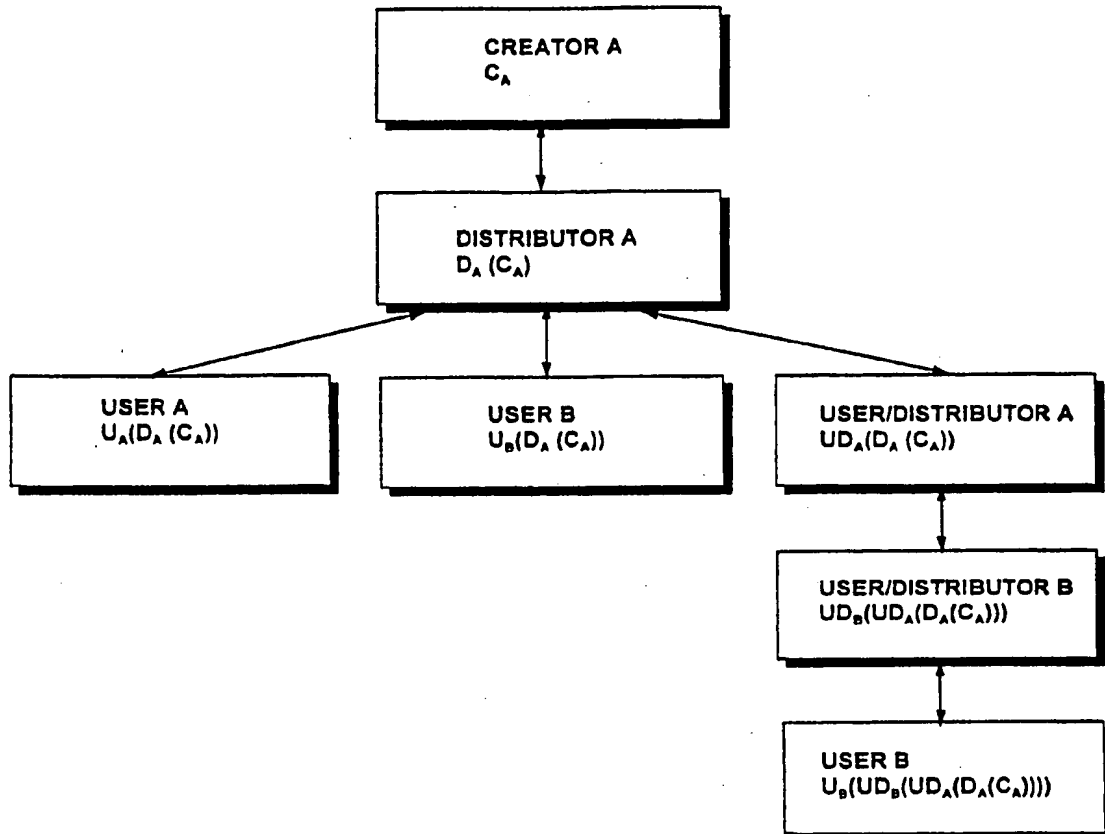 CREATOR A
C_A
DISTRIBUTOR A
D_A (C_A)
USER A
U_A(D_A (C_A))
USER B
U_B(D_A (C_A))
USER/DISTRIBUTOR A
UD_A(D_A (C_A))
USER/DISTRIBUTOR B
UD_B(UD_A(D_A(C_A)))
USER B
U_B(UD_B(UD_A(D_A(C_A))))